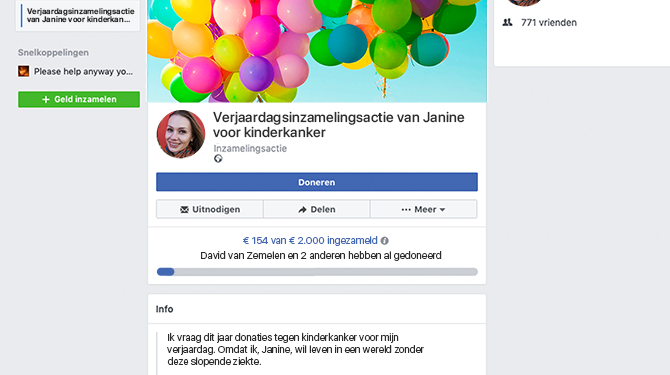 Verjaardagsinzamelingsactie
van Janine voor kinderkan...
Snelkoppelingen
Please help anyway yo...
+ Geld inzamelen
771 vrienden
Verjaardagsinzamelingsactie van Janine
voor kinderkanker
Inzamelingsactie
Doneren
Uitnodigen
Delen
••• Meer
€ 154 van € 2.000 ingezameld
David van Zemelen en 2 anderen hebben al gedoneerd
Info
Ik vraag dit jaar donaties tegen kinderkanker voor mijn
verjaardag. Omdat ik, Janine, wil leven in een wereld zonder
deze slopende ziekte.